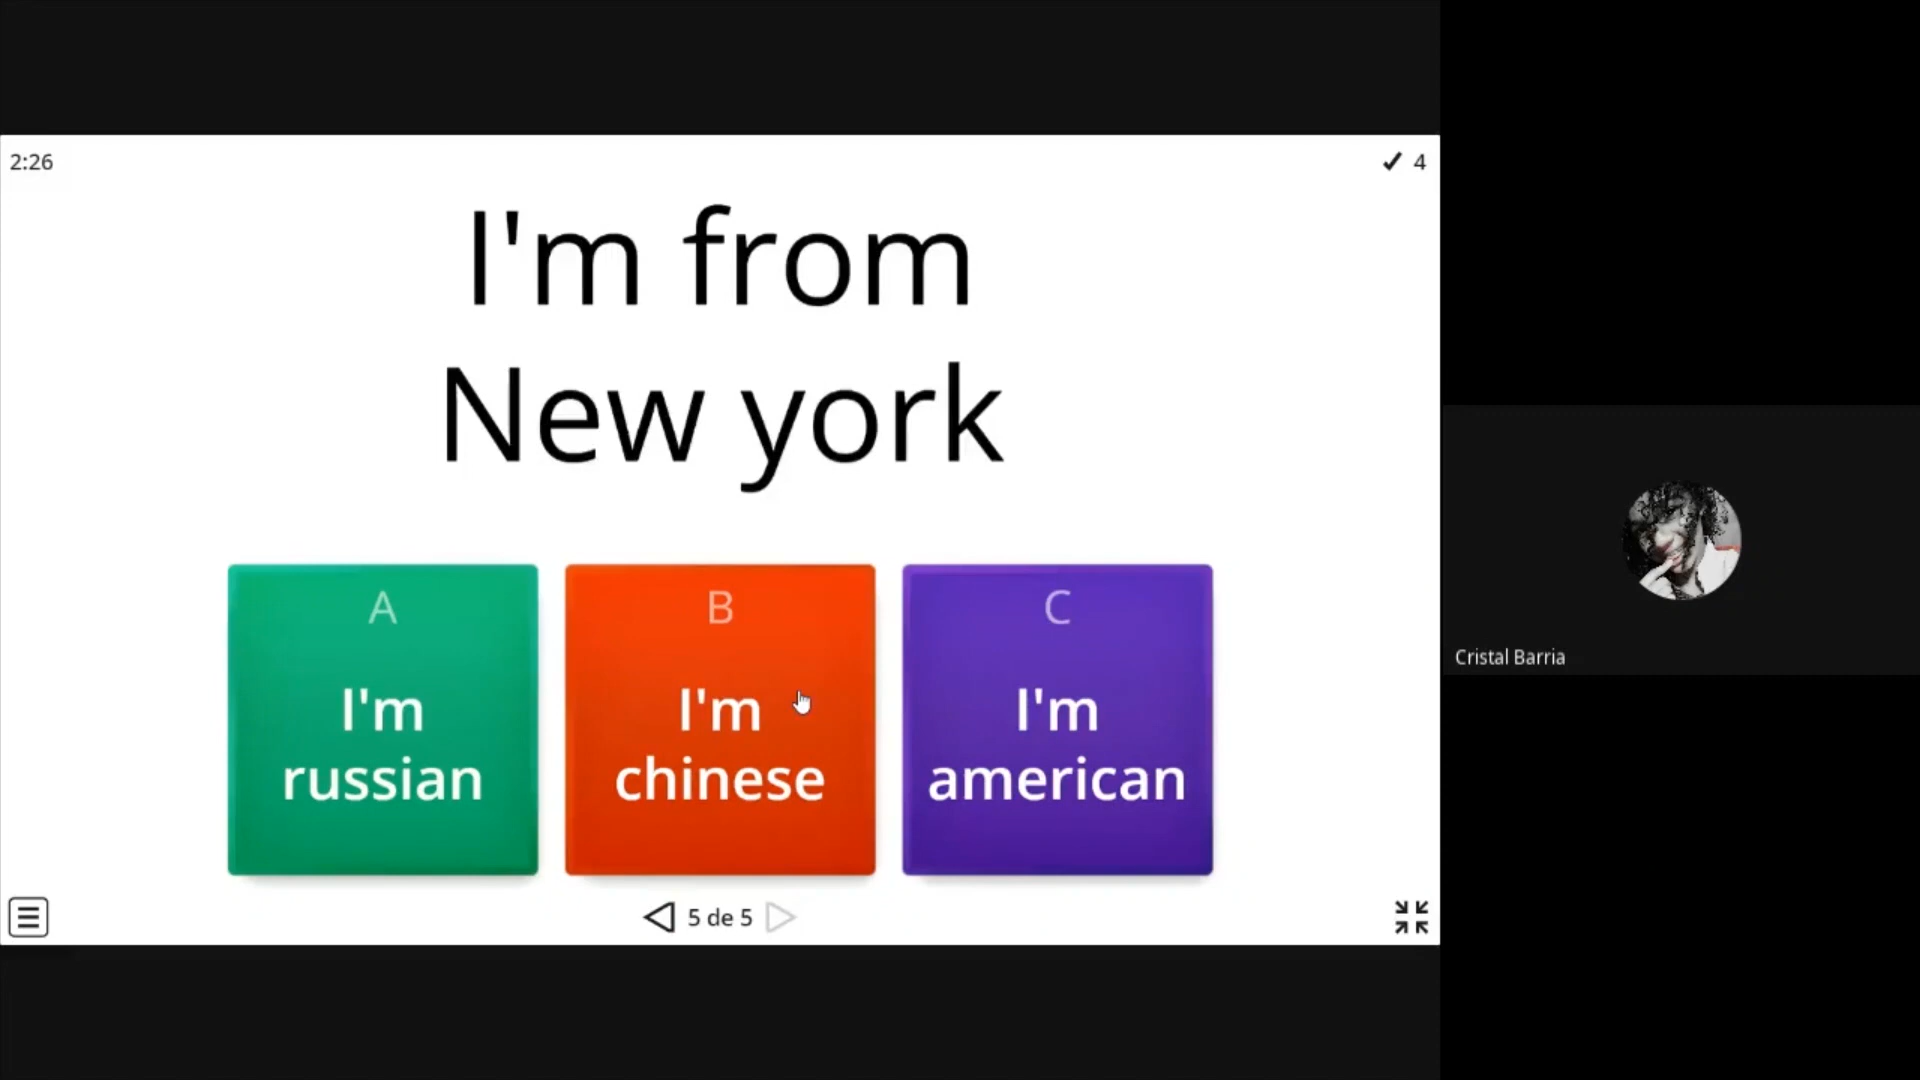 2:26
✓ 4
I'm from
New york
A
I'm
russian
B
I'm
chinese
C
I'm
american
5 de 5
Cristal Barria